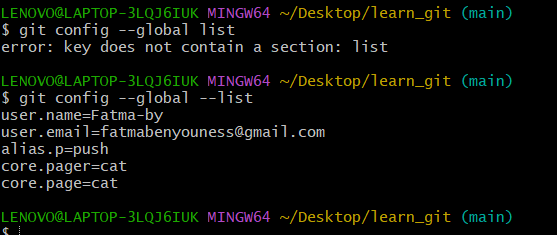 LENOVO@LAPTOP-3LQJ6IUK MINGW64 ~/Desktop/learn_git (main)
$ git config --global list
error: key does not contain a section: list
LENOVO@LAPTOP-3LQJ6IUK MINGW64 ~/Desktop/learn_git (main)
$ git config --global --list
user.name=Fatma-by
user.email=fatmabenyouness@gmail.com
alias.p=push
core.pager=cat
core.page=cat
LENOVO@LAPTOP-3LQJ6IUK MINGW64 ~/Desktop/learn_git (main)
$